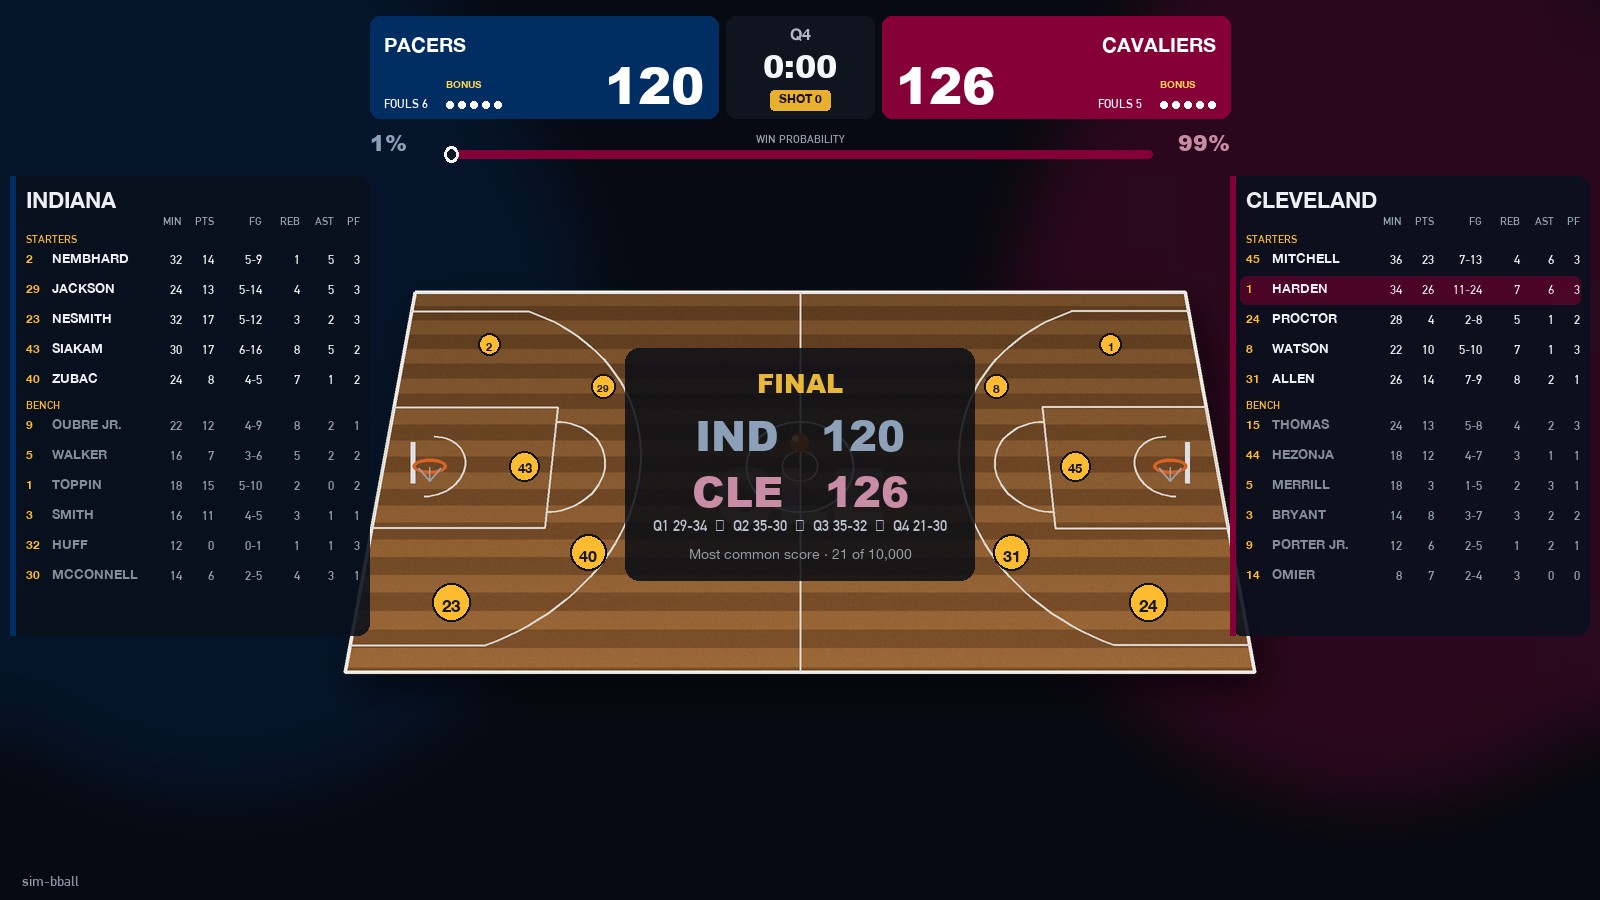 PACERS
BONUS
FOULS 6
120
Q4
0:00
SHOT 0
CAVALIERS
126
BONUS
FOULS 5
1%
WIN PROBABILITY
99%
INDIANA
MIN PTS FG REB AST PF
STARTERS
2 NEMBHARD 32 14 5-9 1 5 3
29 JACKSON 24 13 5-14 4 5 3
23 NESMITH 32 17 5-12 3 2 3
43 SIAKAM 30 17 6-16 8 5 2
40 ZUBAC 24 8 4-5 7 1 2
BENCH
9 OUBRE JR. 22 12 4-9 8 2 1
5 WALKER 16 7 3-6 5 2 2
1 TOPPIN 18 15 5-10 2 0 2
3 SMITH 16 11 4-5 3 1 1
32 HUFF 12 0 0-1 1 1 3
30 MCCONNELL 14 6 2-5 4 3 1
2
29
43
40
23
FINAL
IND 120
CLE 126
Q1 29-34 Q2 35-30 Q3 35-32 Q4 21-30
Most common score · 21 of 10,000
1
8
45
31
24
CLEVELAND
MIN PTS FG REB AST PF
STARTERS
45 MITCHELL 36 23 7-13 4 6 3
1 HARDEN 34 26 11-24 7 6 3
24 PROCTOR 28 4 2-8 5 1 2
8 WATSON 22 10 5-10 7 1 3
31 ALLEN 26 14 7-9 8 2 1
BENCH
15 THOMAS 24 13 5-8 4 2 3
44 HEZONJA 18 12 4-7 3 1 1
5 MERRILL 18 3 1-5 2 3 1
3 BRYANT 14 8 3-7 3 2 2
9 PORTER JR. 12 6 2-5 1 2 1
14 OMIER 8 7 2-4 3 0 0
sim-bball